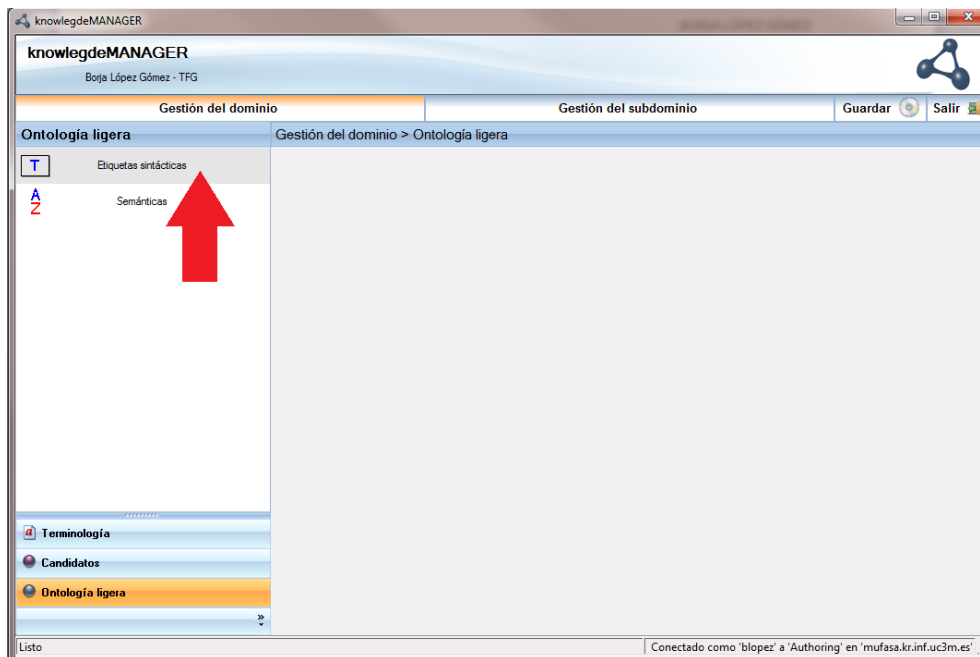 knowlegdeMANAGER
knowlegdeMANAGER
Borja López Gómez - TFG
Gestión del dominio
Gestión del subdominio
Guardar
Salir
Ontología ligera
Gestión del dominio > Ontología ligera
T
Etiquetas sintácticas
A
Z
Semánticas
a
Terminología
Candidatos
Ontología ligera
»
Listo
Conectado como 'blopez' a 'Authoring' en 'mufasa.kr.inf.uc3m.es'